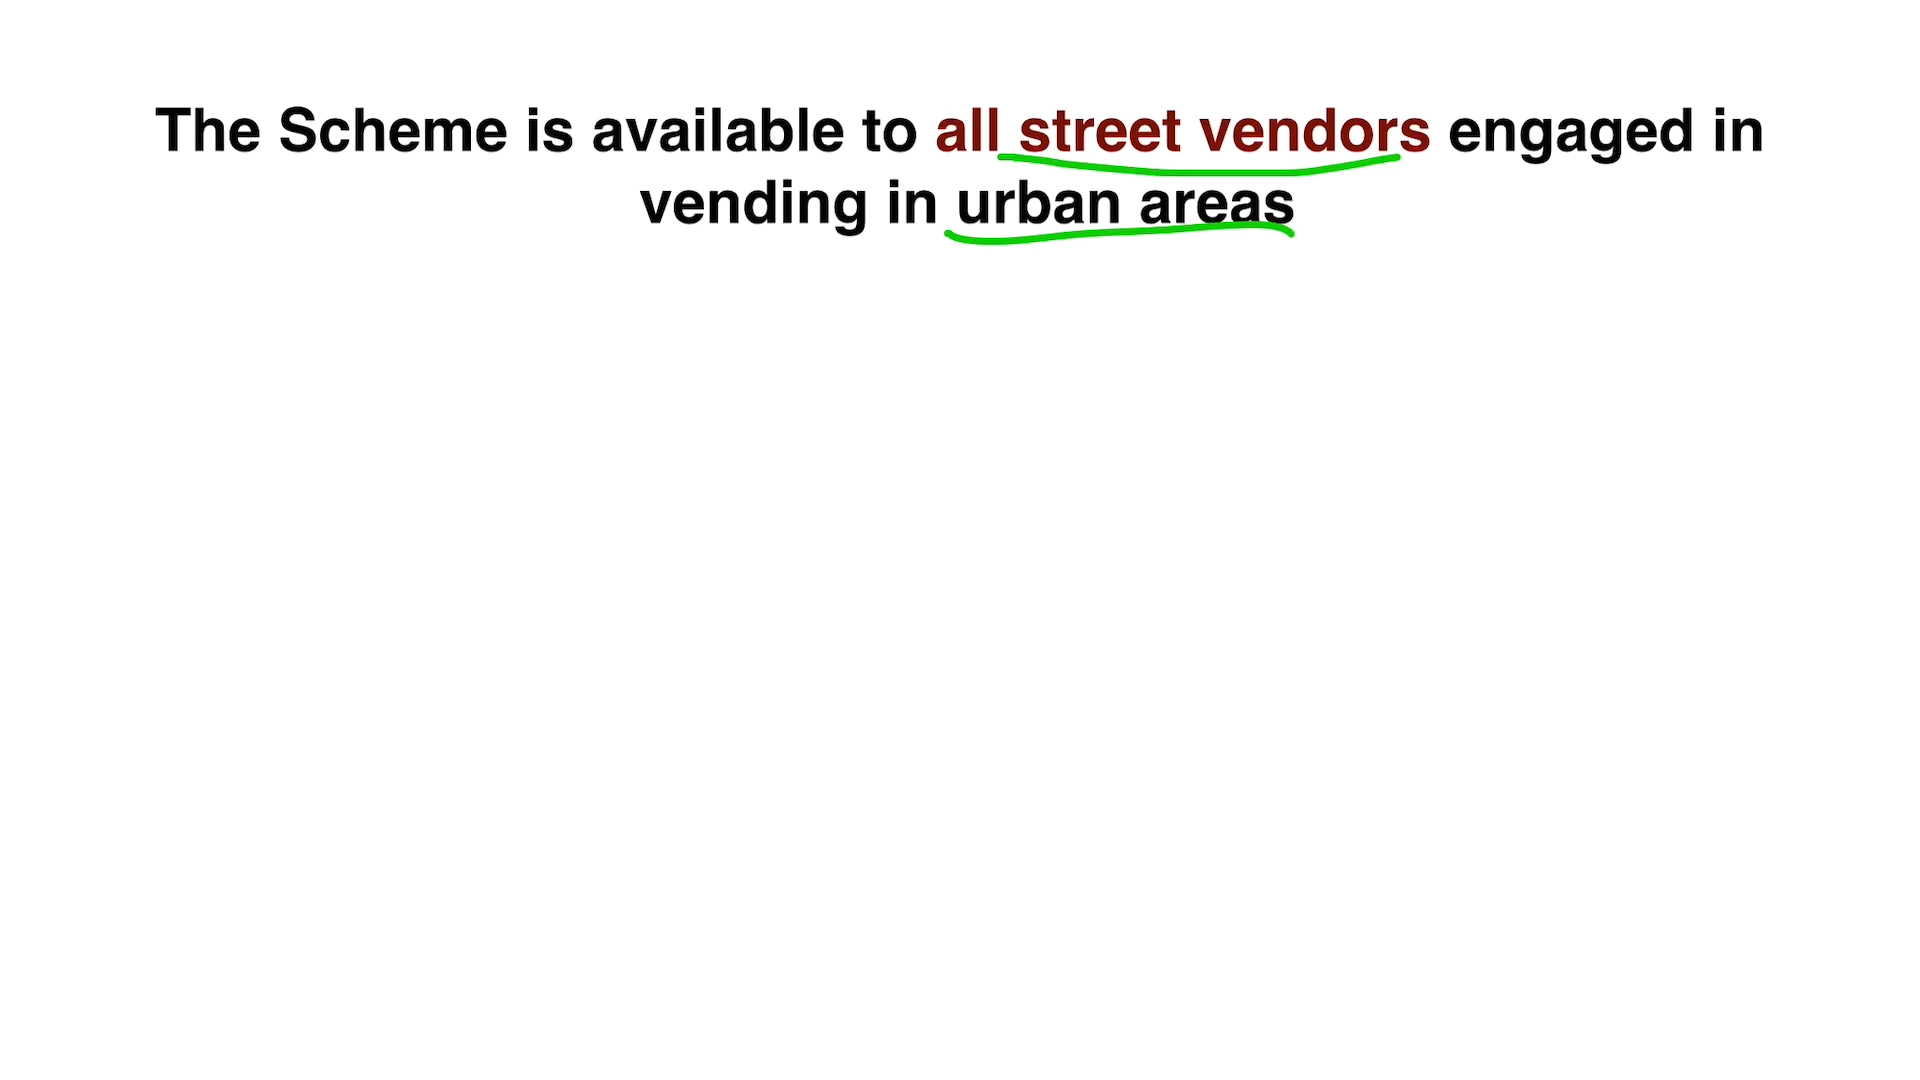 The Scheme is available to all street vendors engaged in
vending in urban areas